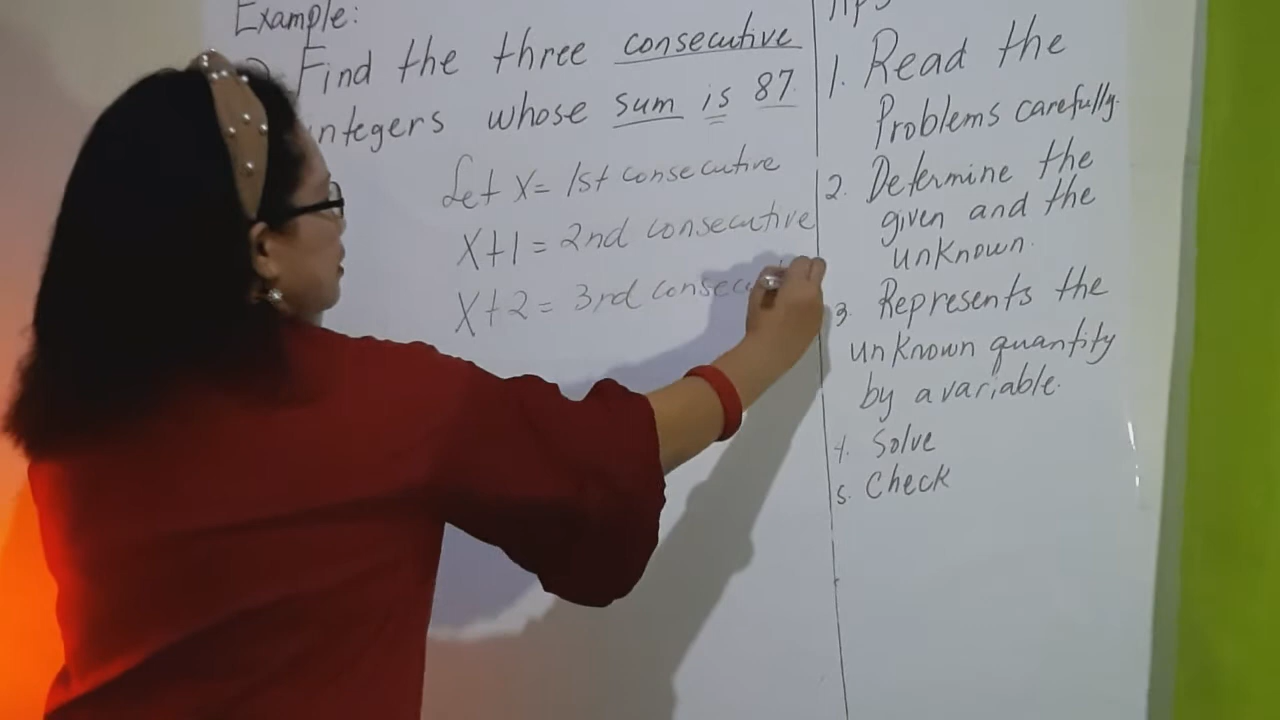 Example:
Find the three consecutive
integers whose sum is 87.
Let X = 1st consecutive
X+1 = 2nd consecutive
X+2 = 3rd
1. Read the
Problems carefully.
2. Determine the
given and the
unknown.
3. Represents the
unknown quantity
by a variable.
4. Solve
5. Check